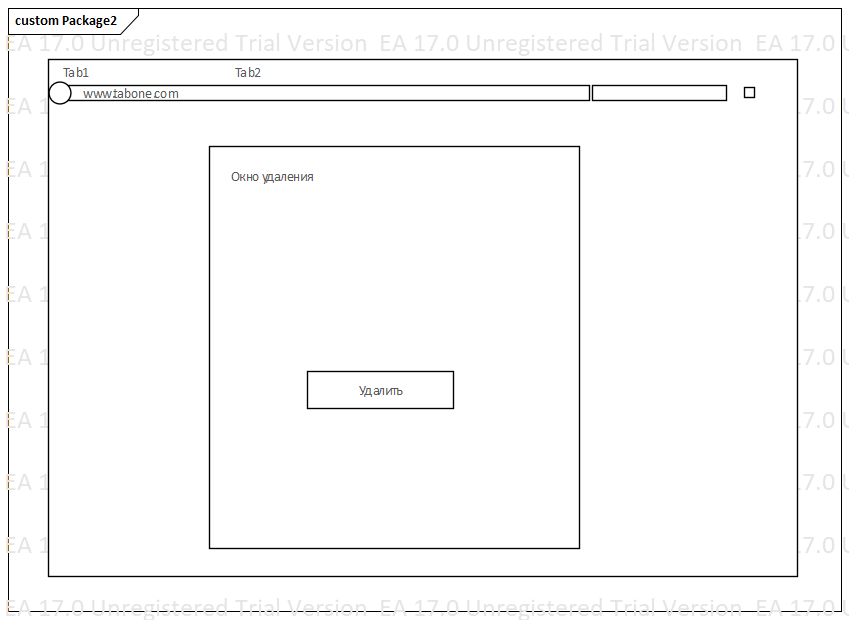 custom Package2
EA 17.0 Unregistered Trial Version EA 17.0 Unregistered Trial Version EA 17.0
Tab1 Tab2
www.tabone.com
Окно удаления
Удалить
EA 17.0 Unregistered Trial Version EA 17.0 Unregistered Trial Version EA 17.0